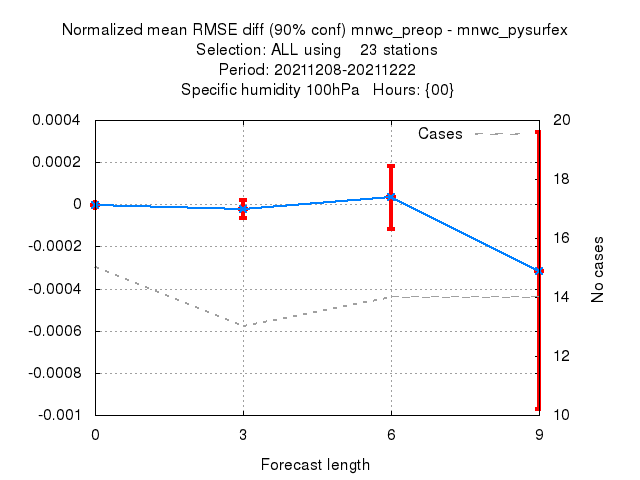 Normalized mean RMSE diff (90% conf) mnwc_preop - mnwc_pysurfex
Selection: ALL using    23 stations
Period: 20211208-20211222
Specific humidity 100hPa   Hours: {00}
Cases
0.0004
0.0002
0
-0.0002
-0.0004
-0.0006
-0.0008
-0.001
20
18
16
14
12
10
No cases
0 3 6 9
Forecast length